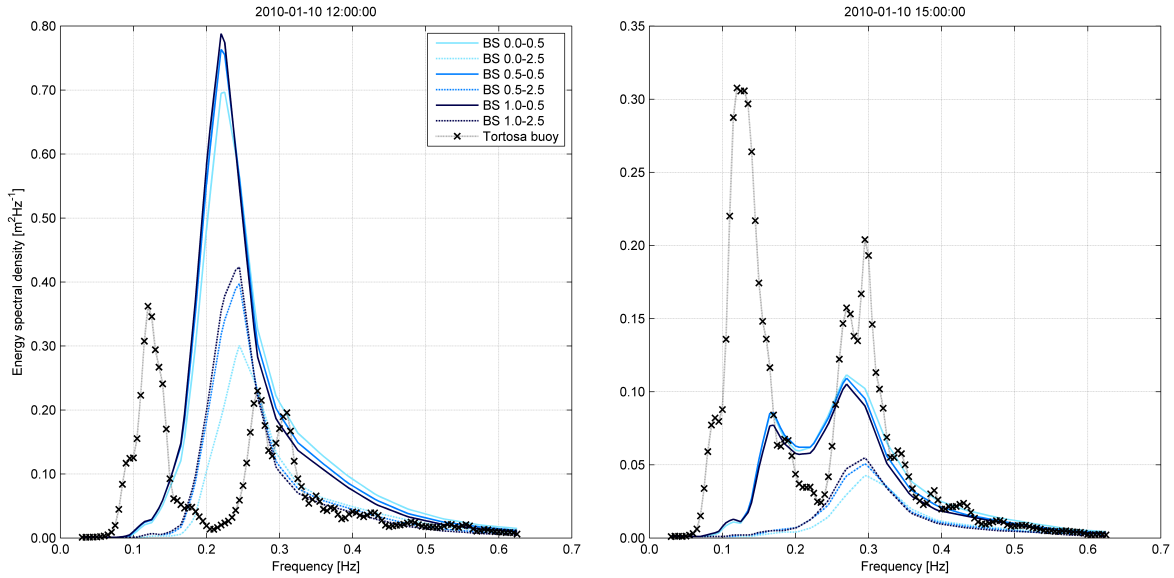 2010-01-10 12:00:00
Energy spectral density [m²Hz⁻¹]
0.80
0.70
0.60
0.50
0.40
0.30
0.20
0.10
0.00
0.0 0.1 0.2 0.3 0.4 0.5 0.6 0.7
Frequency [Hz]
BS 0.0-0.5
BS 0.0-2.5
BS 0.5-0.5
BS 0.5-2.5
BS 1.0-0.5
BS 1.0-2.5
Tortosa buoy
2010-01-10 15:00:00
0.35
0.30
0.25
0.20
0.15
0.10
0.05
0.00
0.0 0.1 0.2 0.3 0.4 0.5 0.6 0.7
Frequency [Hz]